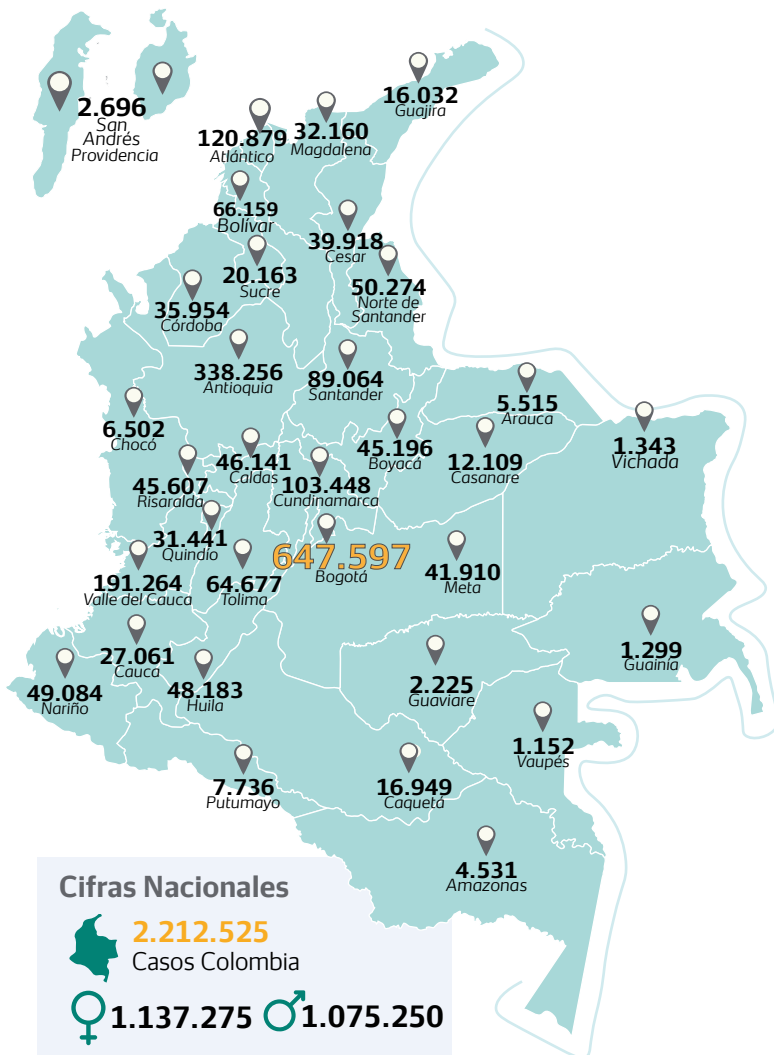 2.696
San
Andrés
Providencia
16.032
Guajira
120.879
Atlántico
32.160
Magdalena
66.159
Bolívar
39.918
Cesar
20.163
Sucre
50.274
Norte de
Santander
35.954
Córdoba
338.256
Antioquia
89.064
Santander
5.515
Arauca
6.502
Chocó
1.343
Vichada
46.141
Caldas
45.196
Boyacá
12.109
Casanare
45.607
Risaralda
103.448
Cundinamarca
31.441
Quindío
647.597
Bogotá
191.264
Valle del Cauca
64.677
Tolima
41.910
Meta
27.061
Cauca
1.299
Guainía
49.084
Nariño
48.183
Huila
2.225
Guaviare
1.152
Vaupés
7.736
Putumayo
16.949
Caquetá
4.531
Amazonas
Cifras Nacionales
2.212.525
Casos Colombia
1.137.275 1.075.250